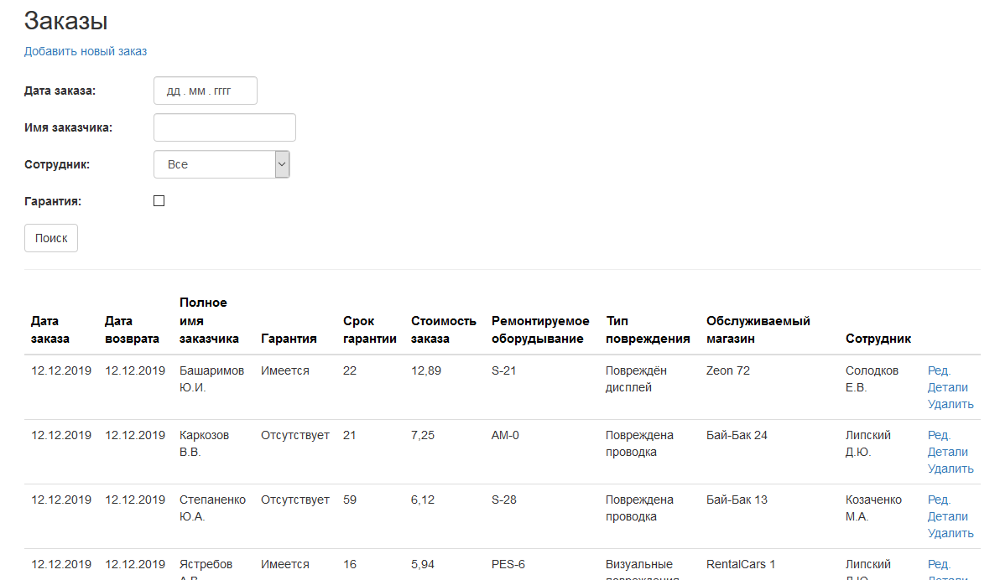 Заказы
Добавить новый заказ
Дата заказа: дд . мм . гггг
Имя заказчика:
Сотрудник: Все
Гарантия:
Поиск
Дата заказа Дата возврата Полное имя заказчика Гарантия Срок гарантии Стоимость заказа Ремонтируемое оборудывание Тип повреждения Обслуживаемый магазин Сотрудник
12.12.2019 12.12.2019 Башаримов Ю.И. Имеется 22 12,89 S-21 Повреждён дисплей Zeon 72 Солодков Е.В. Ред. Детали Удалить
12.12.2019 12.12.2019 Каркозов В.В. Отсутствует 21 7,25 AM-0 Повреждена проводка Бай-Бак 24 Липский Д.Ю. Ред. Детали Удалить
12.12.2019 12.12.2019 Степаненко Ю.А. Отсутствует 59 6,12 S-28 Повреждена проводка Бай-Бак 13 Козаченко М.А. Ред. Детали Удалить
12.12.2019 12.12.2019 Ястребов Имеется 16 5,94 PES-6 Визуальные повреждения RentalCars 1 Липский Д.Ю. Ред. Детали